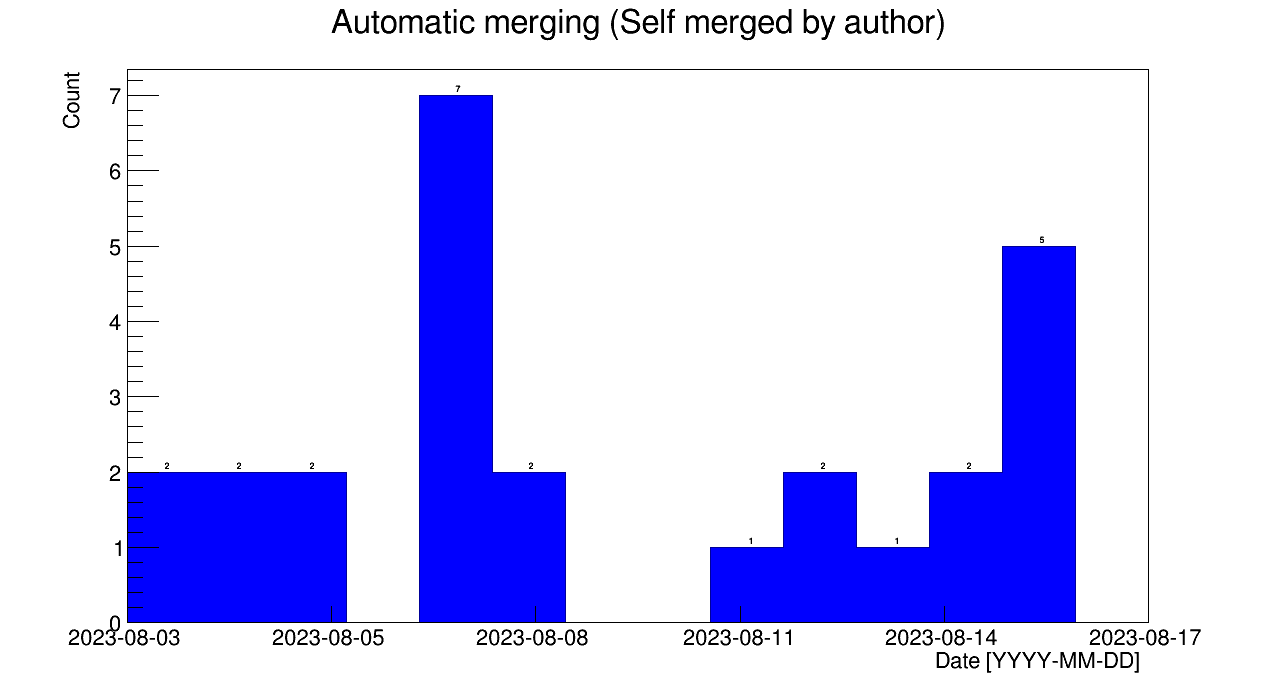 Automatic merging (Self merged by author)
Count
7
6
5
4
3
2
1
0
2 2 2 7 2 1 2 1 2 5
2023-08-03 2023-08-05 2023-08-08 2023-08-11 2023-08-14 2023-08-17
Date [YYYY-MM-DD]